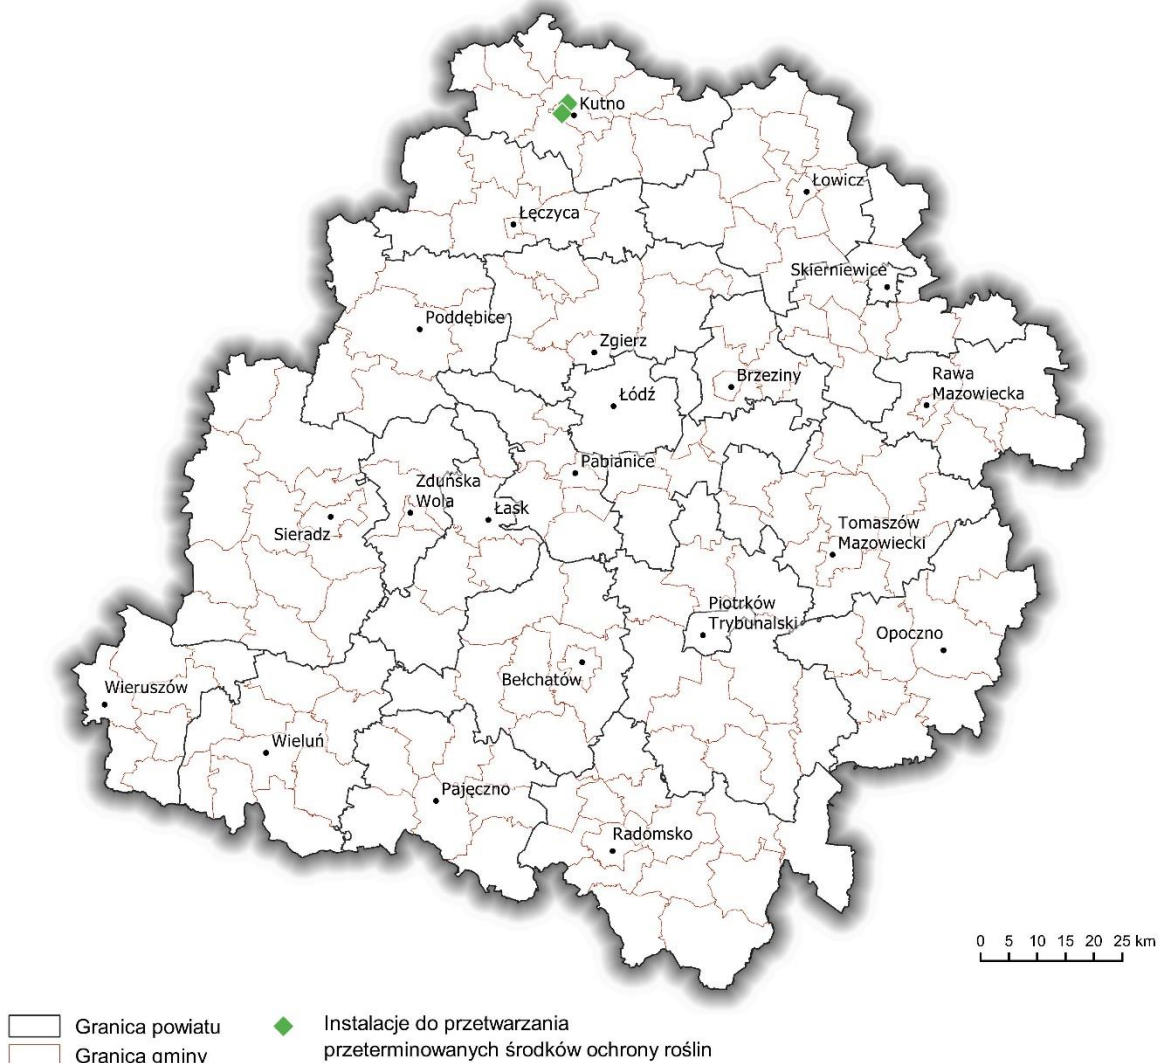 Kutno
Łowicz
Łęczyca
Skierniewice
Poddębice
Zgierz
Brzeziny
Rawa
Mazowiecka
Łódź
Pabianice
Zduńska
Wola
Łask
Sieradz
Tomaszów
Mazowiecki
Piotrków
Trybunalski
Opoczno
Bełchatów
Wieruszów
Wieluń
Pajęczno
Radomsko
0 5 10 15 20 25 km
Granica powiatu
Granica gminy
Instalacje do przetwarzania
przeterminowanych środków ochrony roślin